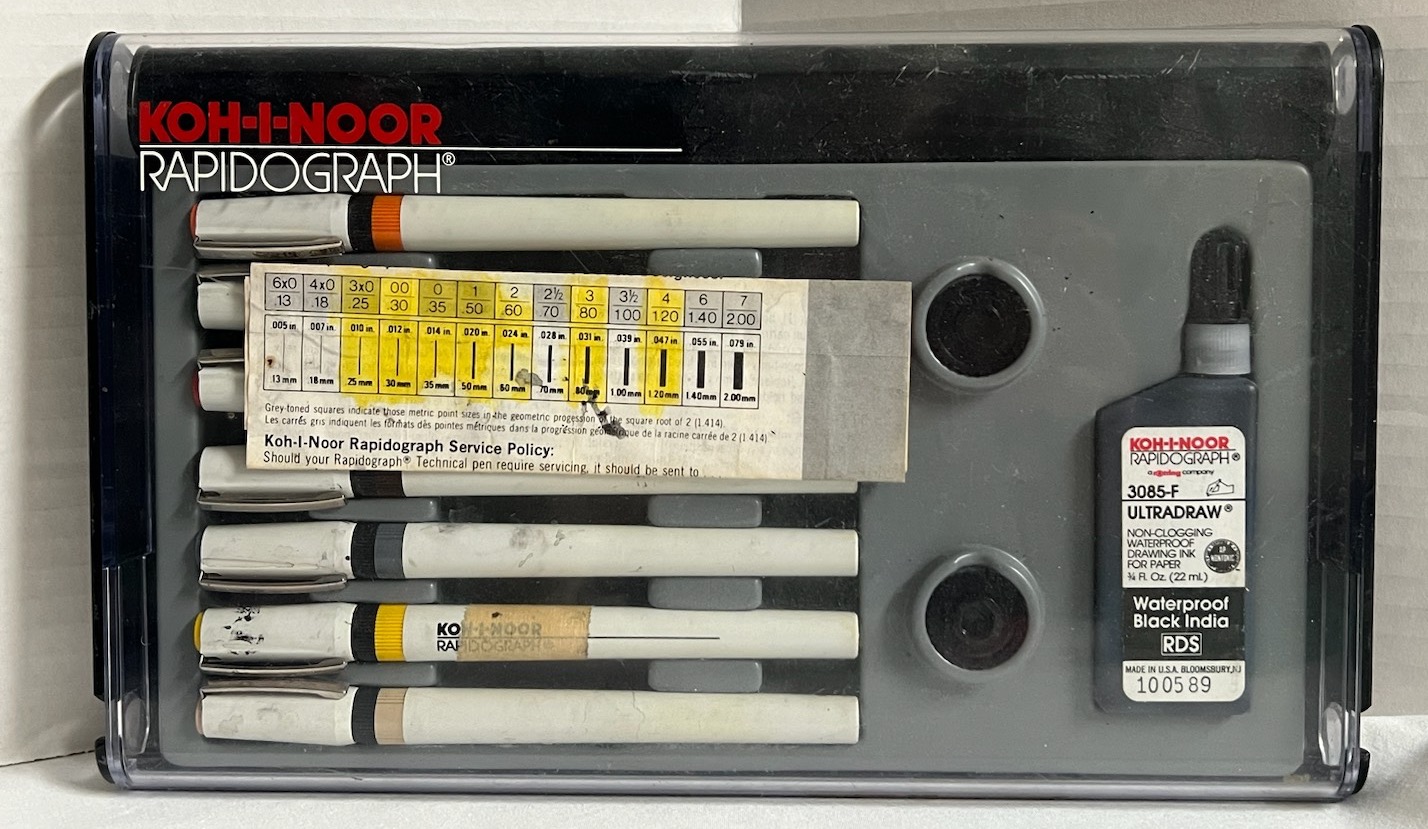 KOH-I-NOOR
RAPIDOGRAPH®
6x0 4x0 3x0 00 0 1 2 2½ 3 3½ 4 6 7
.13 .18 .25 .30 .35 .50 .60 .70 .80 1.00 1.20 1.40 2.00
.005 in. .007 in. .010 in. .012 in. .014 in. .020 in. .024 in. .028 in. .031 in. .039 in. .047 in. .055 in. .079 in.
.13 mm .18 mm .25 mm .30 mm .35 mm .50 mm .60 mm .70 mm .80 mm 1.00 mm 1.20 mm 1.40 mm 2.00 mm
Grey-toned squares indicate those metric point sizes in the geometric progession of the square root of 2 (1.414).
Les carrés gris indiquent les formats des pointes métriques dans la progression géométrique de la racine carrée de 2 (1.414)
Koh-I-Noor Rapidograph Service Policy:
Should your Rapidograph® Technical pen require servicing, it should be sent to
KOH-I-NOOR
RAPIDOGRAPH®
KOH-I-NOOR
RAPIDOGRAPH®
a rotring company
3085-F
ULTRADRAW®
NON-CLOGGING
WATERPROOF
DRAWING INK
FOR PAPER
¾ Fl. Oz. (22 ml.)
AP
NONTOXIC
Waterproof
Black India
RDS
MADE IN U.S.A. BLOOMSBURY, NJ
100589